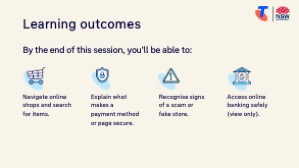 Learning outcomes
By the end of this session, you'll be able to:
Navigate online
shops and search
for items.
Explain what
makes a
payment method
or page secure.
Recognise signs
of a scam or
fake store.
Access online
banking safely
(view only).
NSW